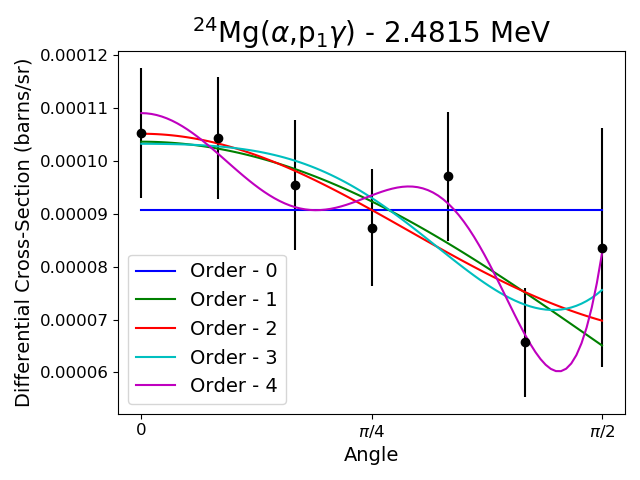 ²⁴Mg(α,p₁γ) - 2.4815 MeV
Differential Cross-Section (barns/sr)
0.00012
0.00011
0.00010
0.00009
0.00008
0.00007
0.00006
Order - 0
Order - 1
Order - 2
Order - 3
Order - 4
0
π/4
π/2
Angle